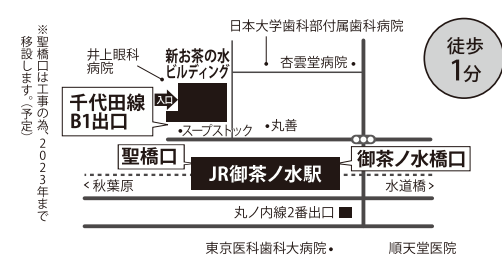 ※聖橋口は工事の為、2023年まで
移設します。(予定)
井上眼科
病院
新お茶の水
ビルディング
日本大学歯科部付属歯科病院
杏雲堂病院
徒歩
1分
千代田線
B1出口
入口
スープストック
丸善
聖橋口
JR御茶ノ水駅
御茶ノ水橋口
<秋葉原
水道橋>
丸ノ内線2番出口
東京医科歯科大病院
順天堂医院